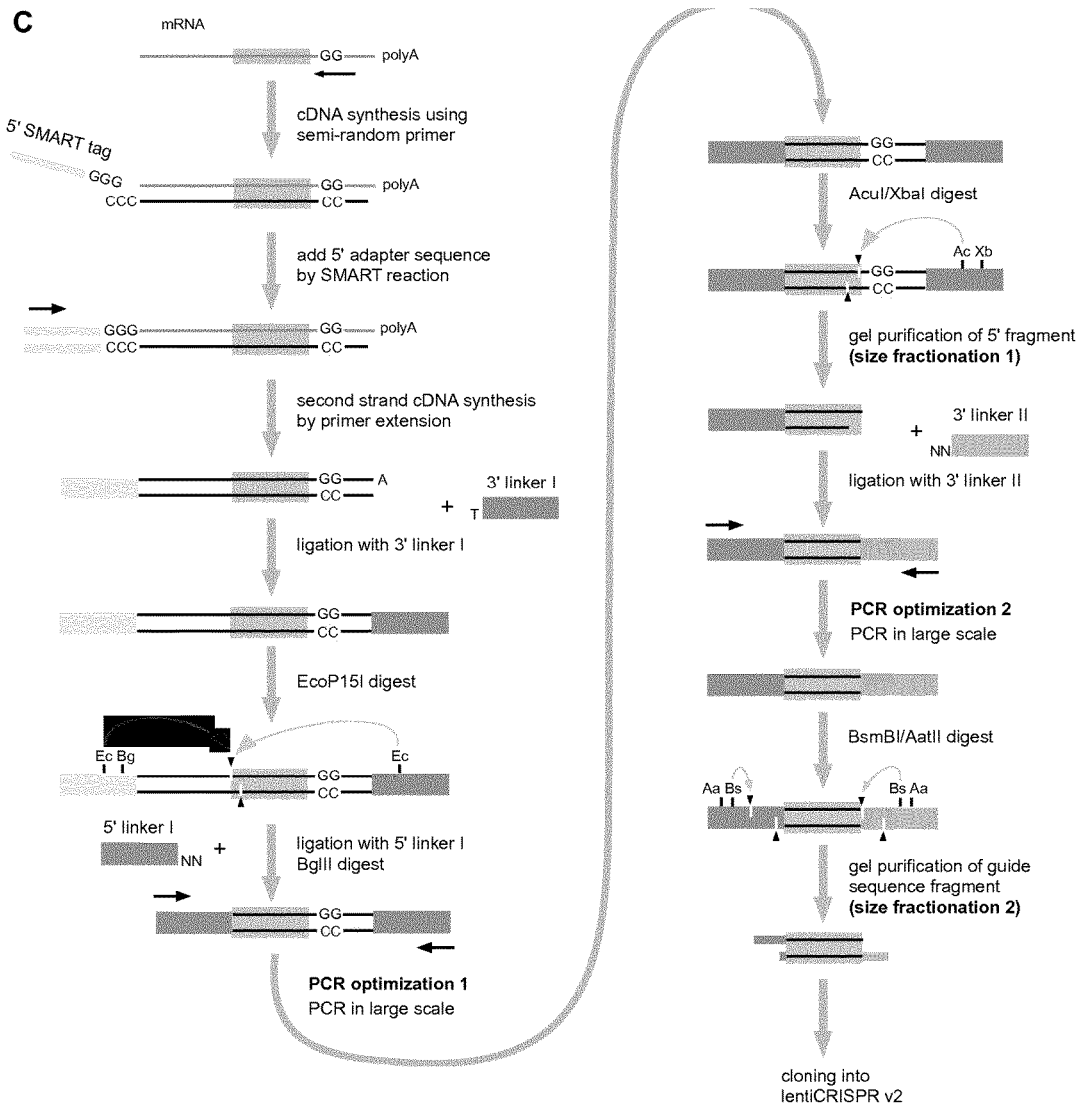 C
mRNA
GG
polyA
cDNA synthesis using
semi-random primer
5' SMART tag
GGG
GG
polyA
CCC
CC
add 5' adapter sequence
by SMART reaction
GGG
GG
polyA
CCC
CC
second strand cDNA synthesis
by primer extension
GG
A
CC
3' linker I
+
T
ligation with 3' linker I
GG
CC
EcoP15I digest
Ec Bg
Ec
GG
CC
5' linker I
NN
+
ligation with 5' linker I
BglII digest
GG
CC
PCR optimization 1
PCR in large scale
GG
CC
AcuI/XbaI digest
Ac Xb
GG
CC
gel purification of 5' fragment
(size fractionation 1)
3' linker II
+
NN
ligation with 3' linker II
PCR optimization 2
PCR in large scale
BsmBI/AatII digest
Aa Bs
Bs Aa
gel purification of guide
sequence fragment
(size fractionation 2)
cloning into
lentiCRISPR v2